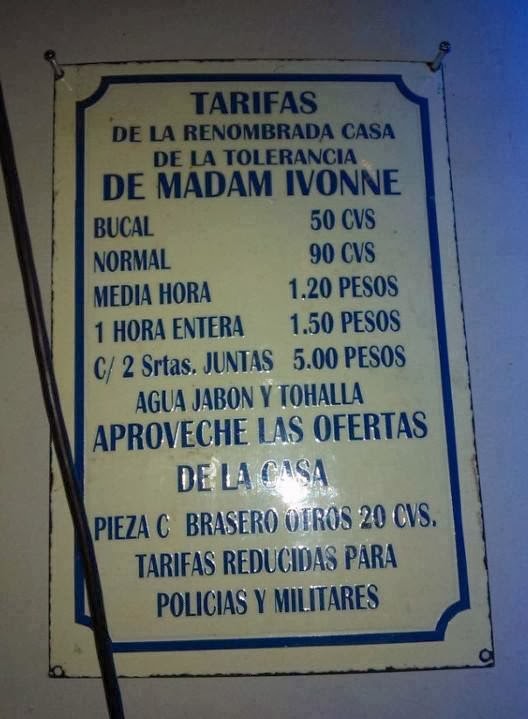 TARIFAS
DE LA RENOMBRADA CASA
DE LA TOLERANCIA
DE MADAM IVONNE
BUCAL 50 CVS
NORMAL 90 CVS
MEDIA HORA 1.20 PESOS
1 HORA ENTERA 1.50 PESOS
C/ 2 Srtas. JUNTAS 5.00 PESOS
AGUA JABON Y TOHALLA
APROVECHE LAS OFERTAS
DE LA CASA
PIEZA C BRASERO OTROS 20 CVS.
TARIFAS REDUCIDAS PARA
POLICIAS Y MILITARES